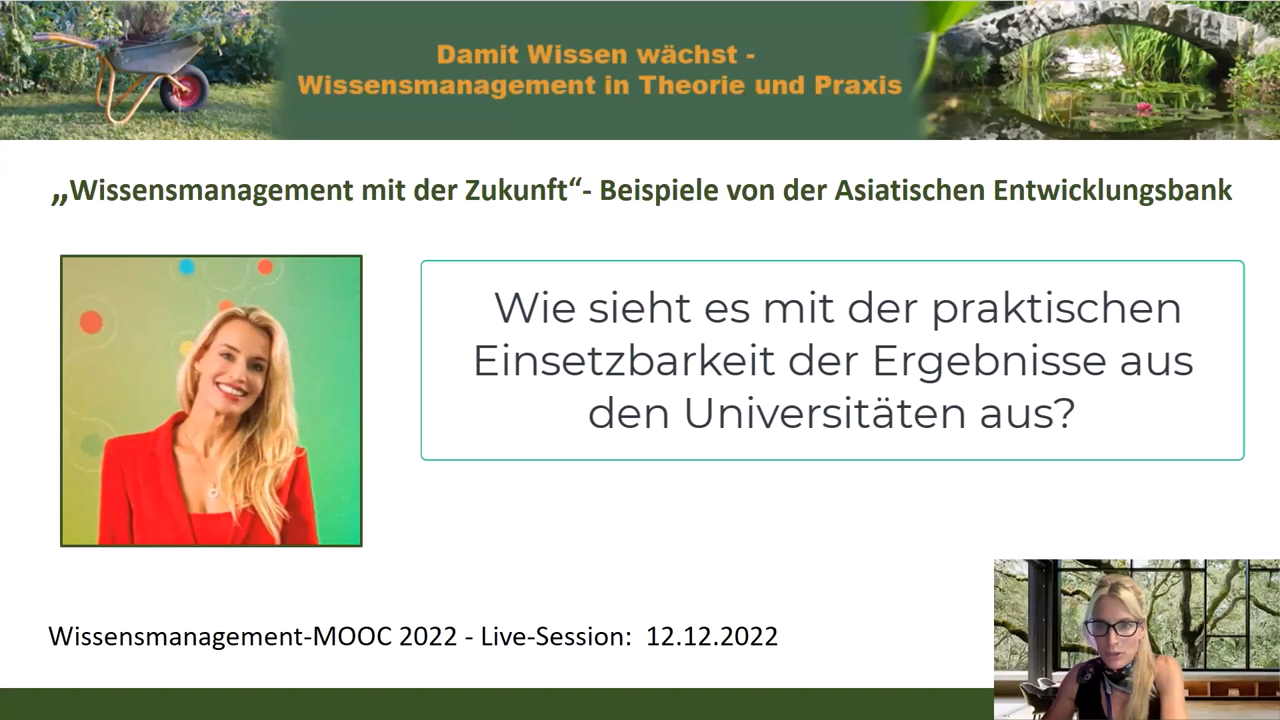 Damit Wissen wächst -
Wissensmanagement in Theorie und Praxis
„Wissensmanagement mit der Zukunft“- Beispiele von der Asiatischen Entwicklungsbank
Wie sieht es mit der praktischen
Einsetzbarkeit der Ergebnisse aus
den Universitäten aus?
Wissensmanagement-MOOC 2022 - Live-Session: 12.12.2022